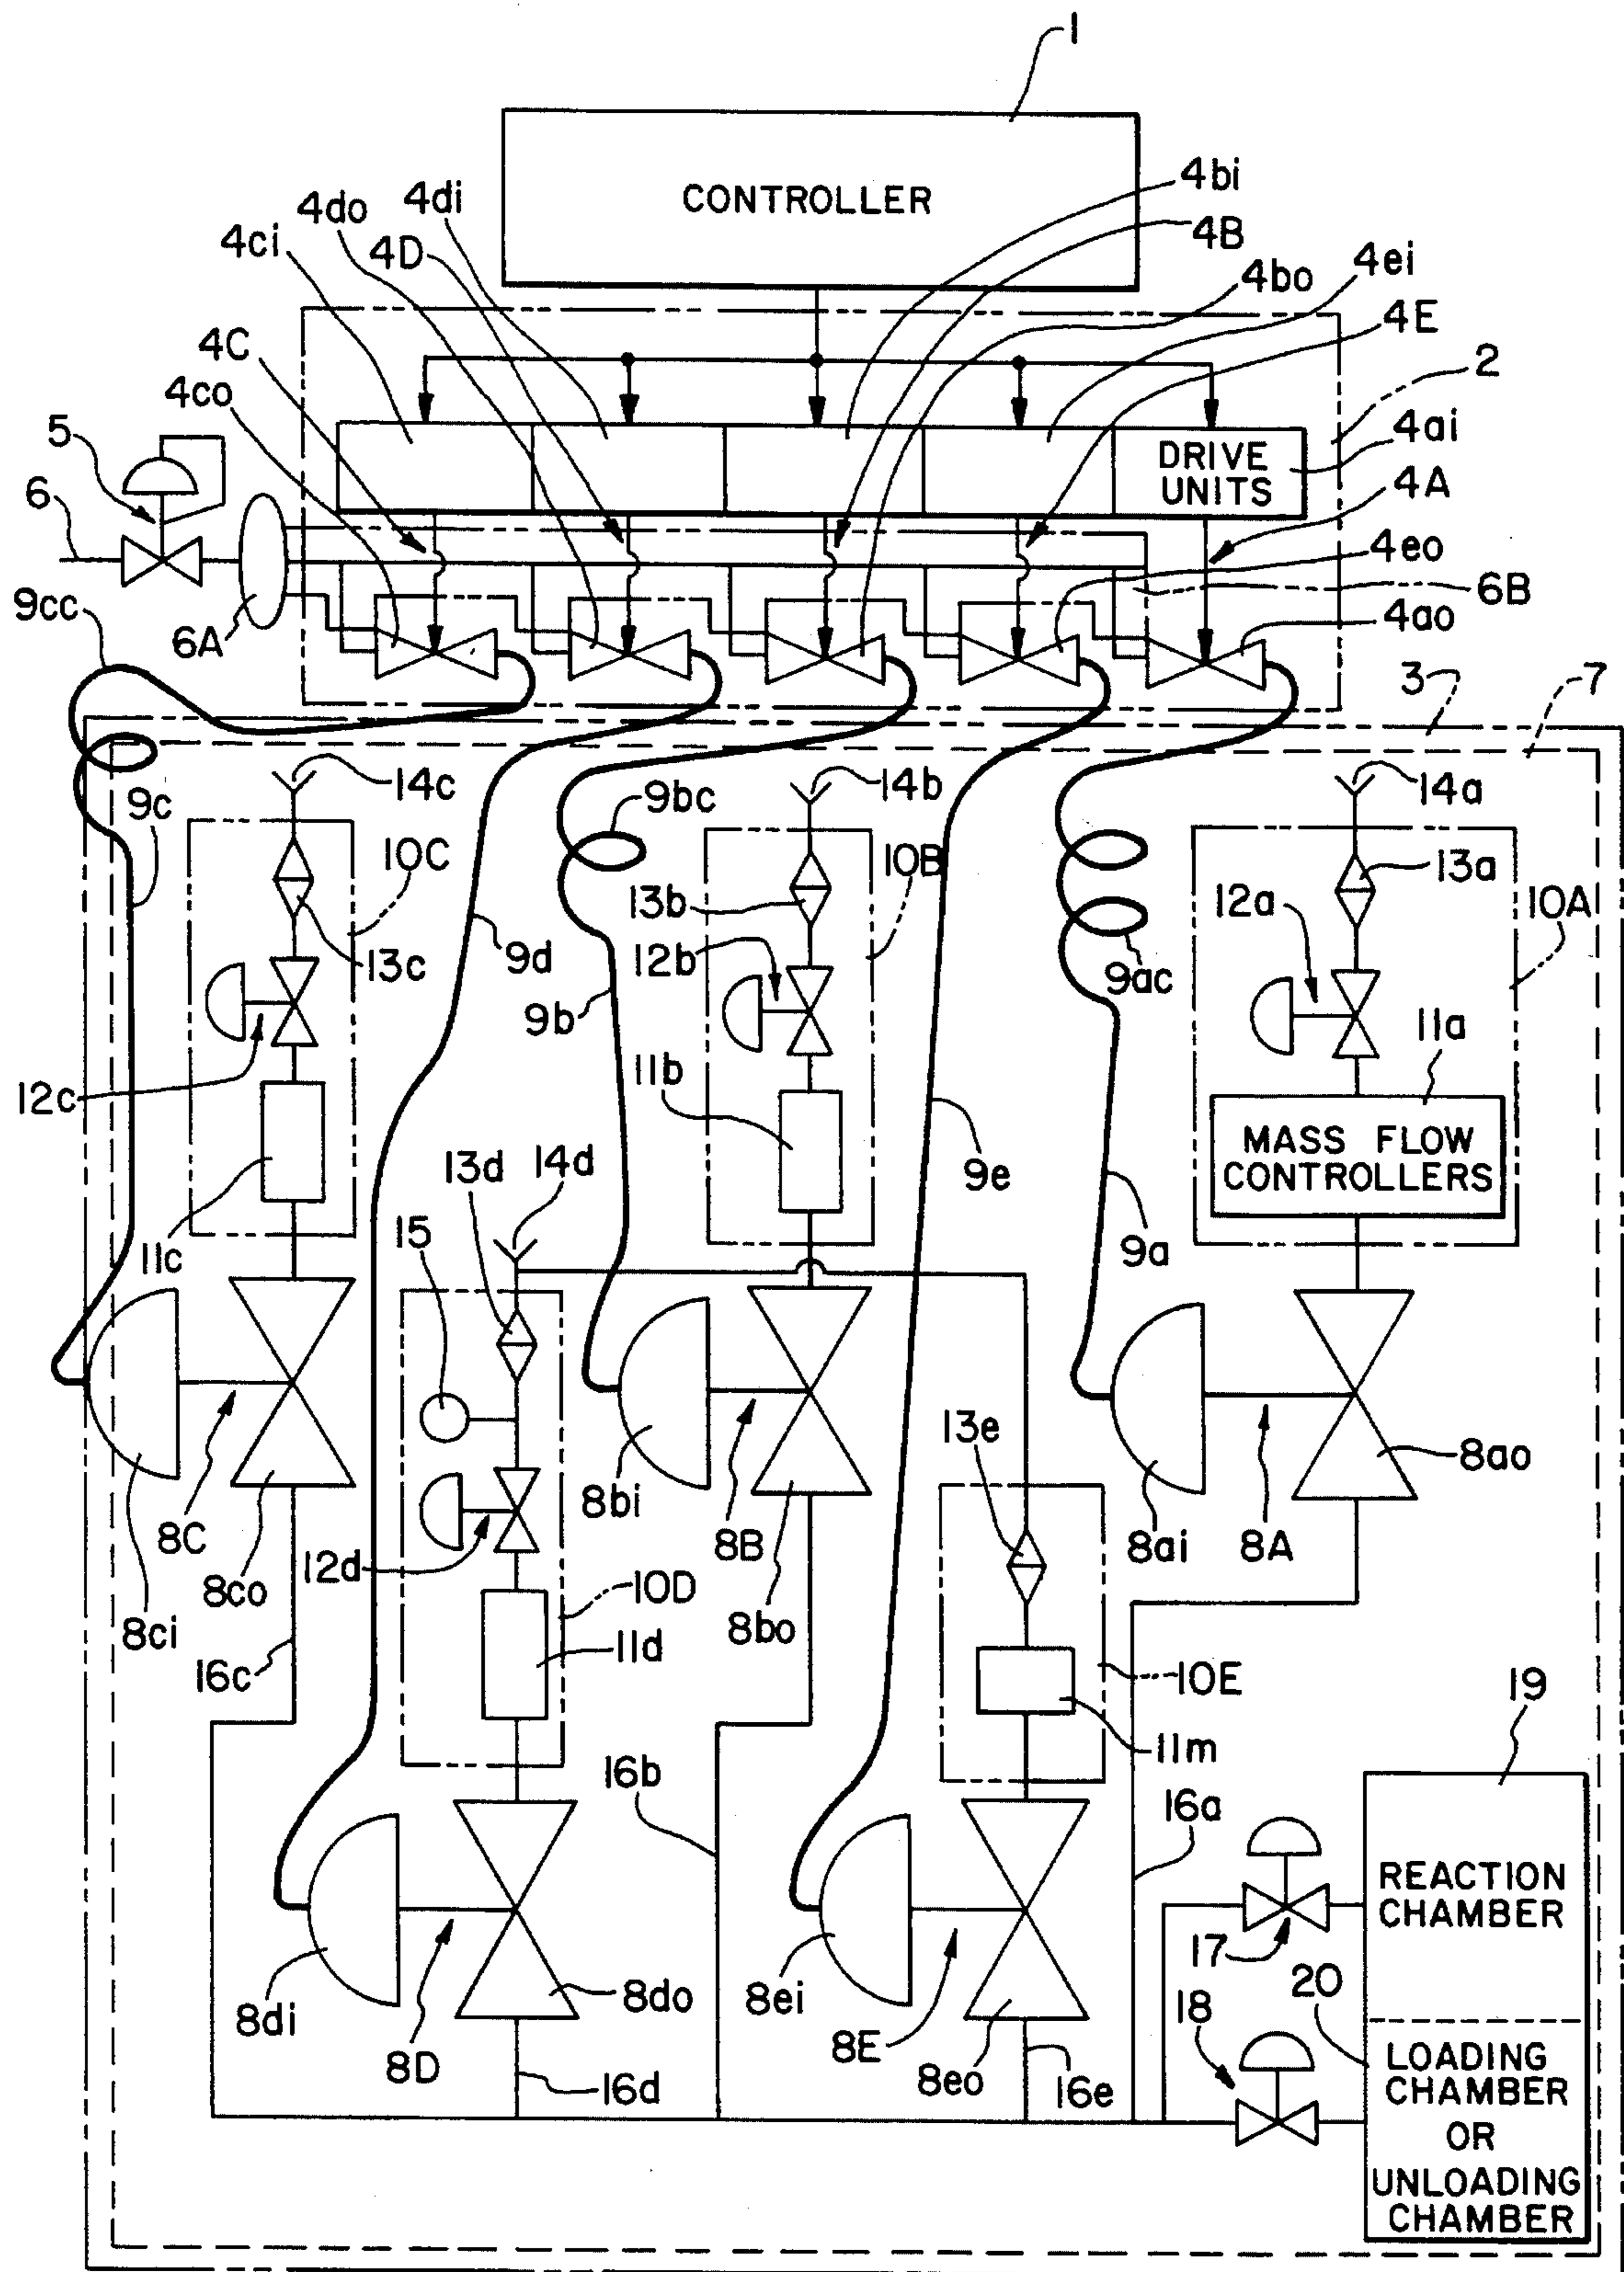 1
CONTROLLER
4bi
4do
4di
4B
4ci
4D
4bo
4ei
4E
4C
2
4co
5
4ai
DRIVE
UNITS
4A
6
4eo
9cc
6B
6A
4ao
3
7
14c
9bc
14b
14a
9c
10C
10B
13a
13b
12a
10A
13c
9d
12b
9ac
9b
11a
12c
11b
MASS FLOW
CONTROLLERS
13d
14d
9e
15
9a
11c
13e
8ao
8bi
8C
8B
8ai
8A
12d
8co
10D
8bo
8ci
11d
16c
10E
19
11m
16b
16a
REACTION
CHAMBER
17
8ei
20
8do
8di
18
8E
8D
8eo
LOADING
CHAMBER
16d
16e
OR
UNLOADING
CHAMBER